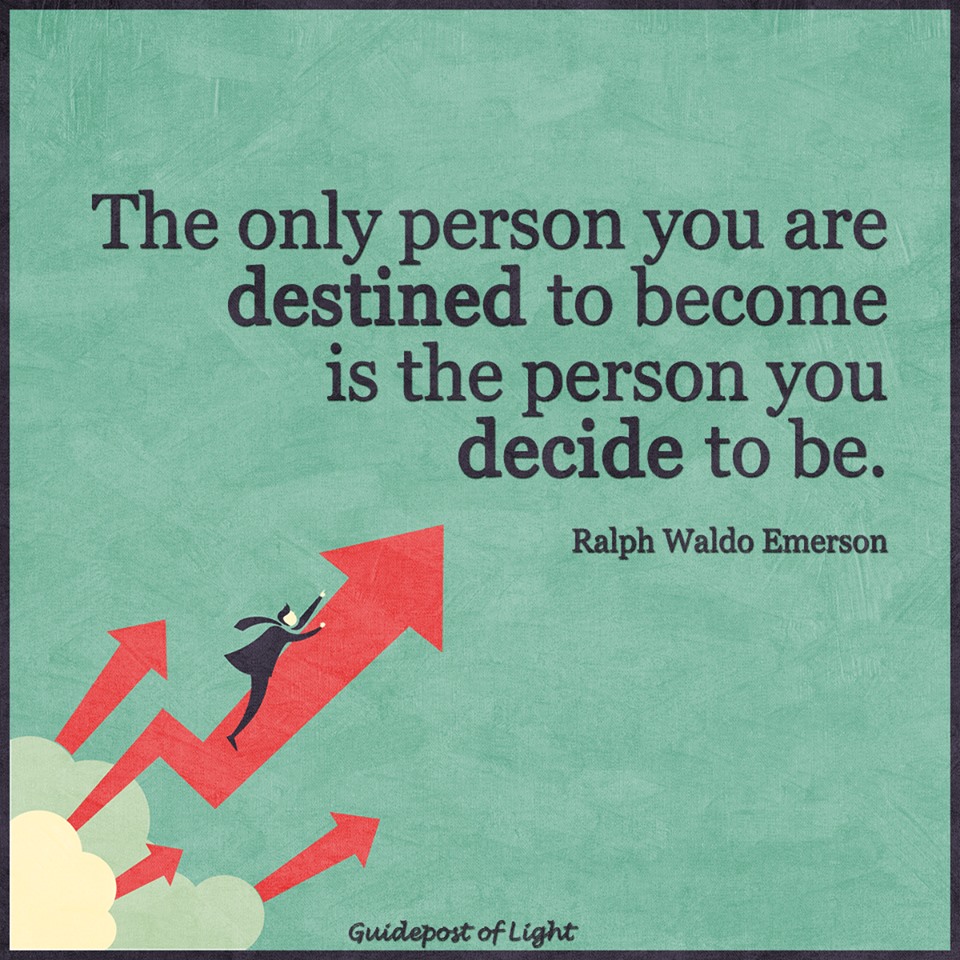 The only person you are
destined to become
is the person you
decide to be.
Ralph Waldo Emerson
Guidepost of Light